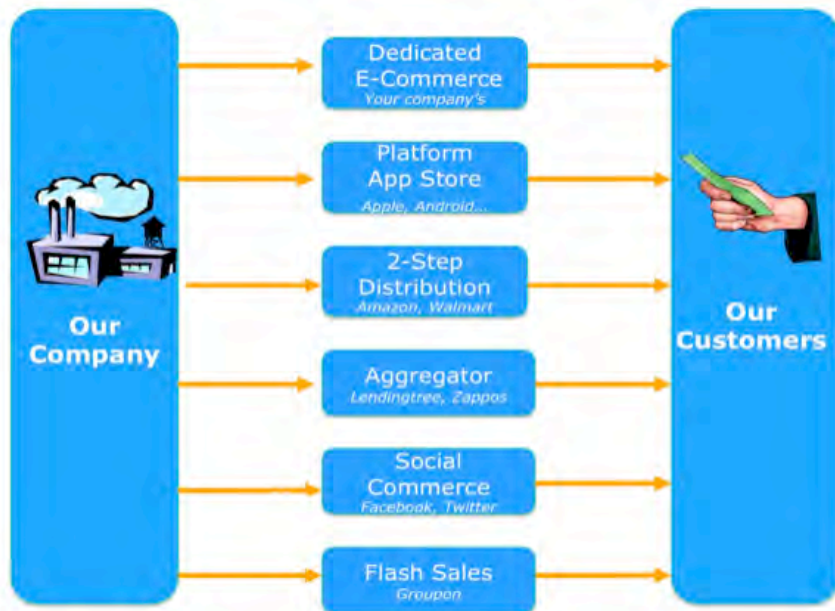 Our
Company
Dedicated
E-Commerce
Your company's
Platform
App Store
Apple, Android...
2-Step
Distribution
Amazon, Walmart
Aggregator
Lendingtree, Zappos
Social
Commerce
Facebook, Twitter
Flash Sales
Groupon
Our
Customers